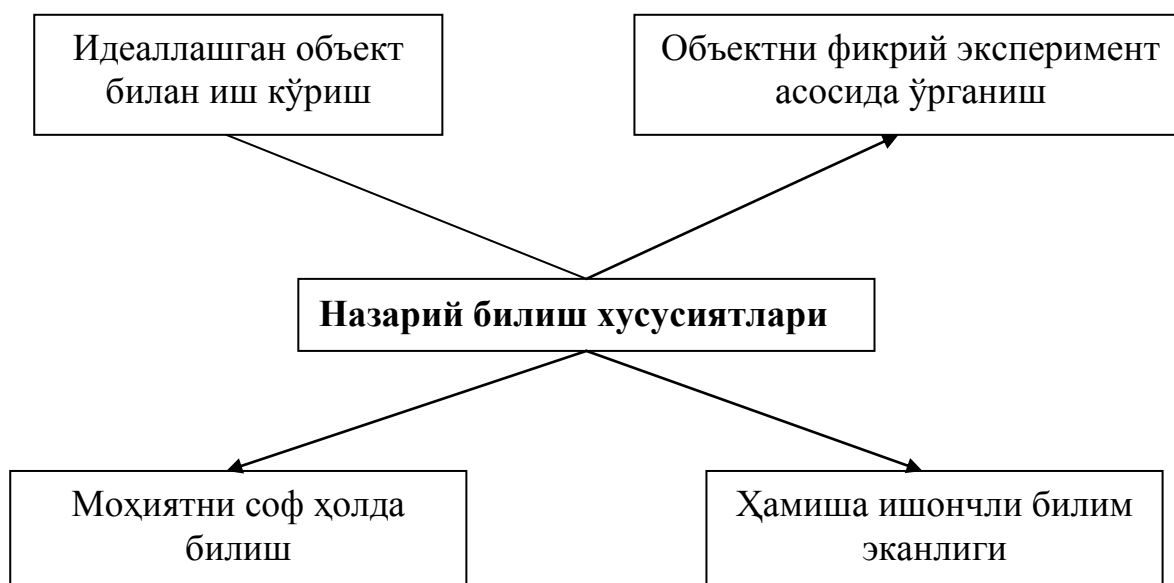 Идеаллашган объект
билан иш кўриш
Объектни фикрий эксперимент
асосида ўрганиш
Назарий билиш хусусиятлари
Моҳиятни соф ҳолда
билиш
Ҳамиша ишончли билим
эканлиги